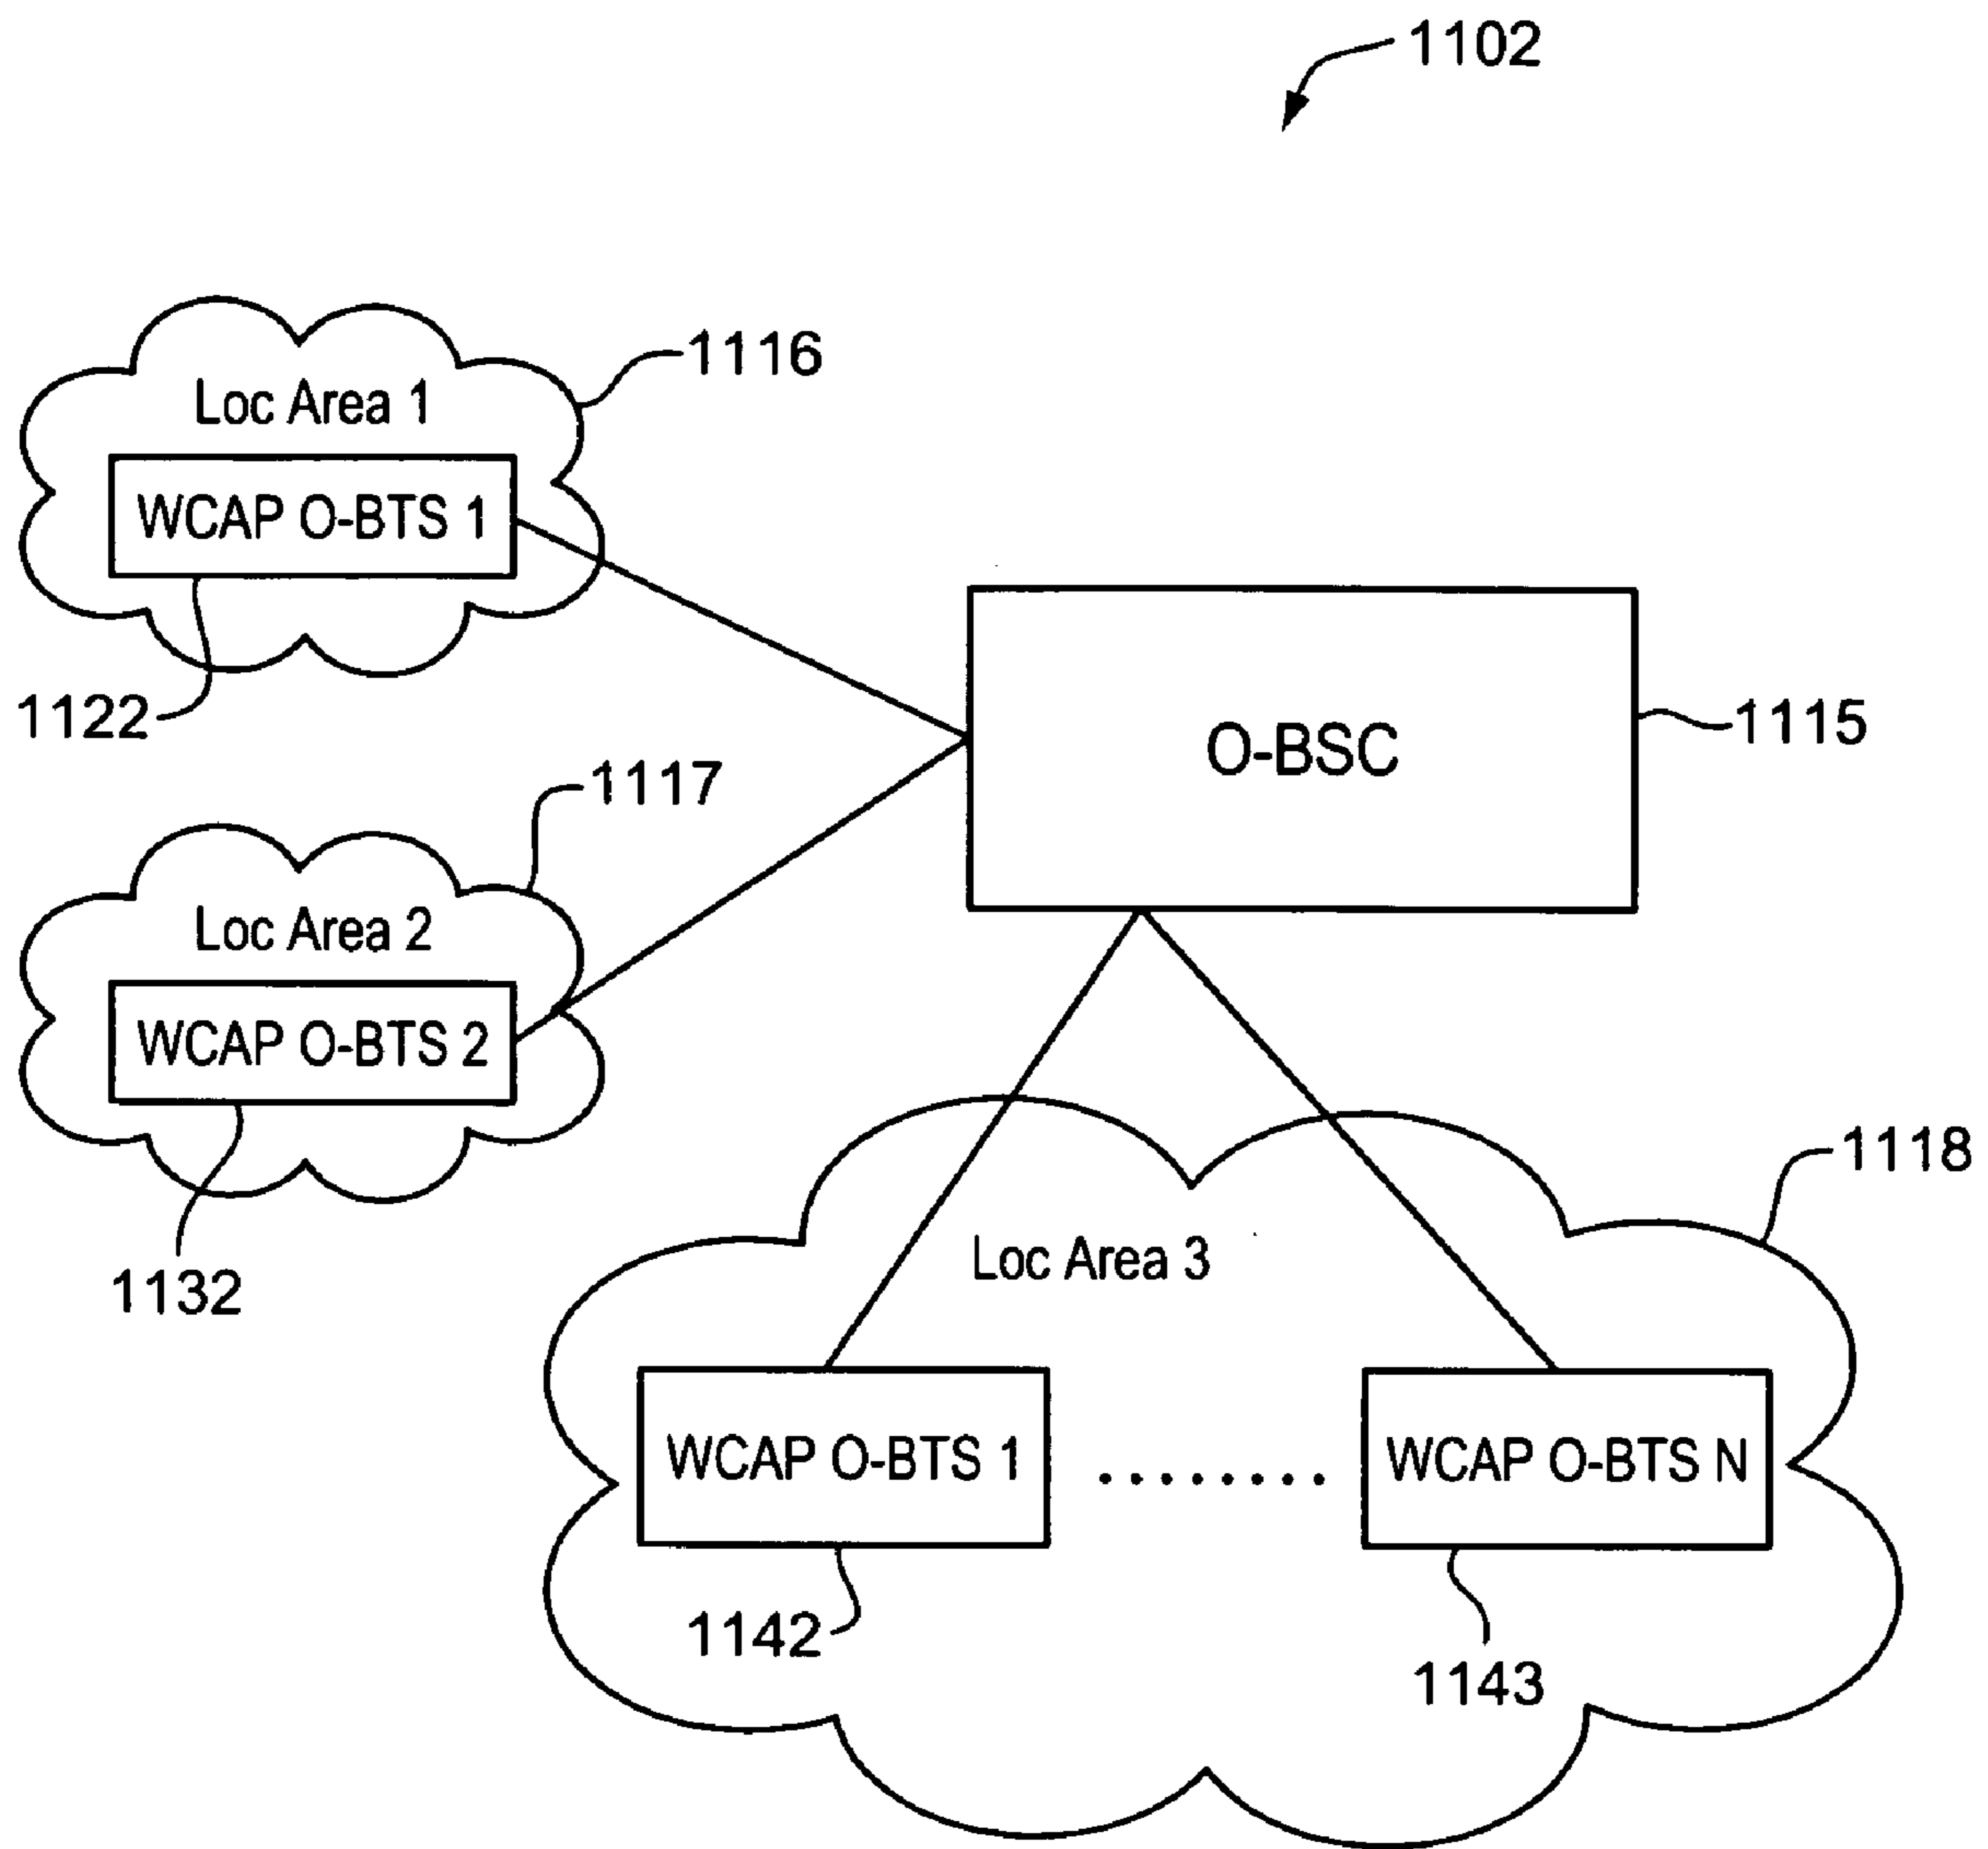 1102
1116
Loc Area 1
WCAP O-BTS 1
1122
1115
O-BSC
1117
Loc Area 2
WCAP O-BTS 2
1132
1118
Loc Area 3
WCAP O-BTS 1
........
WCAP O-BTS N
1142
1143